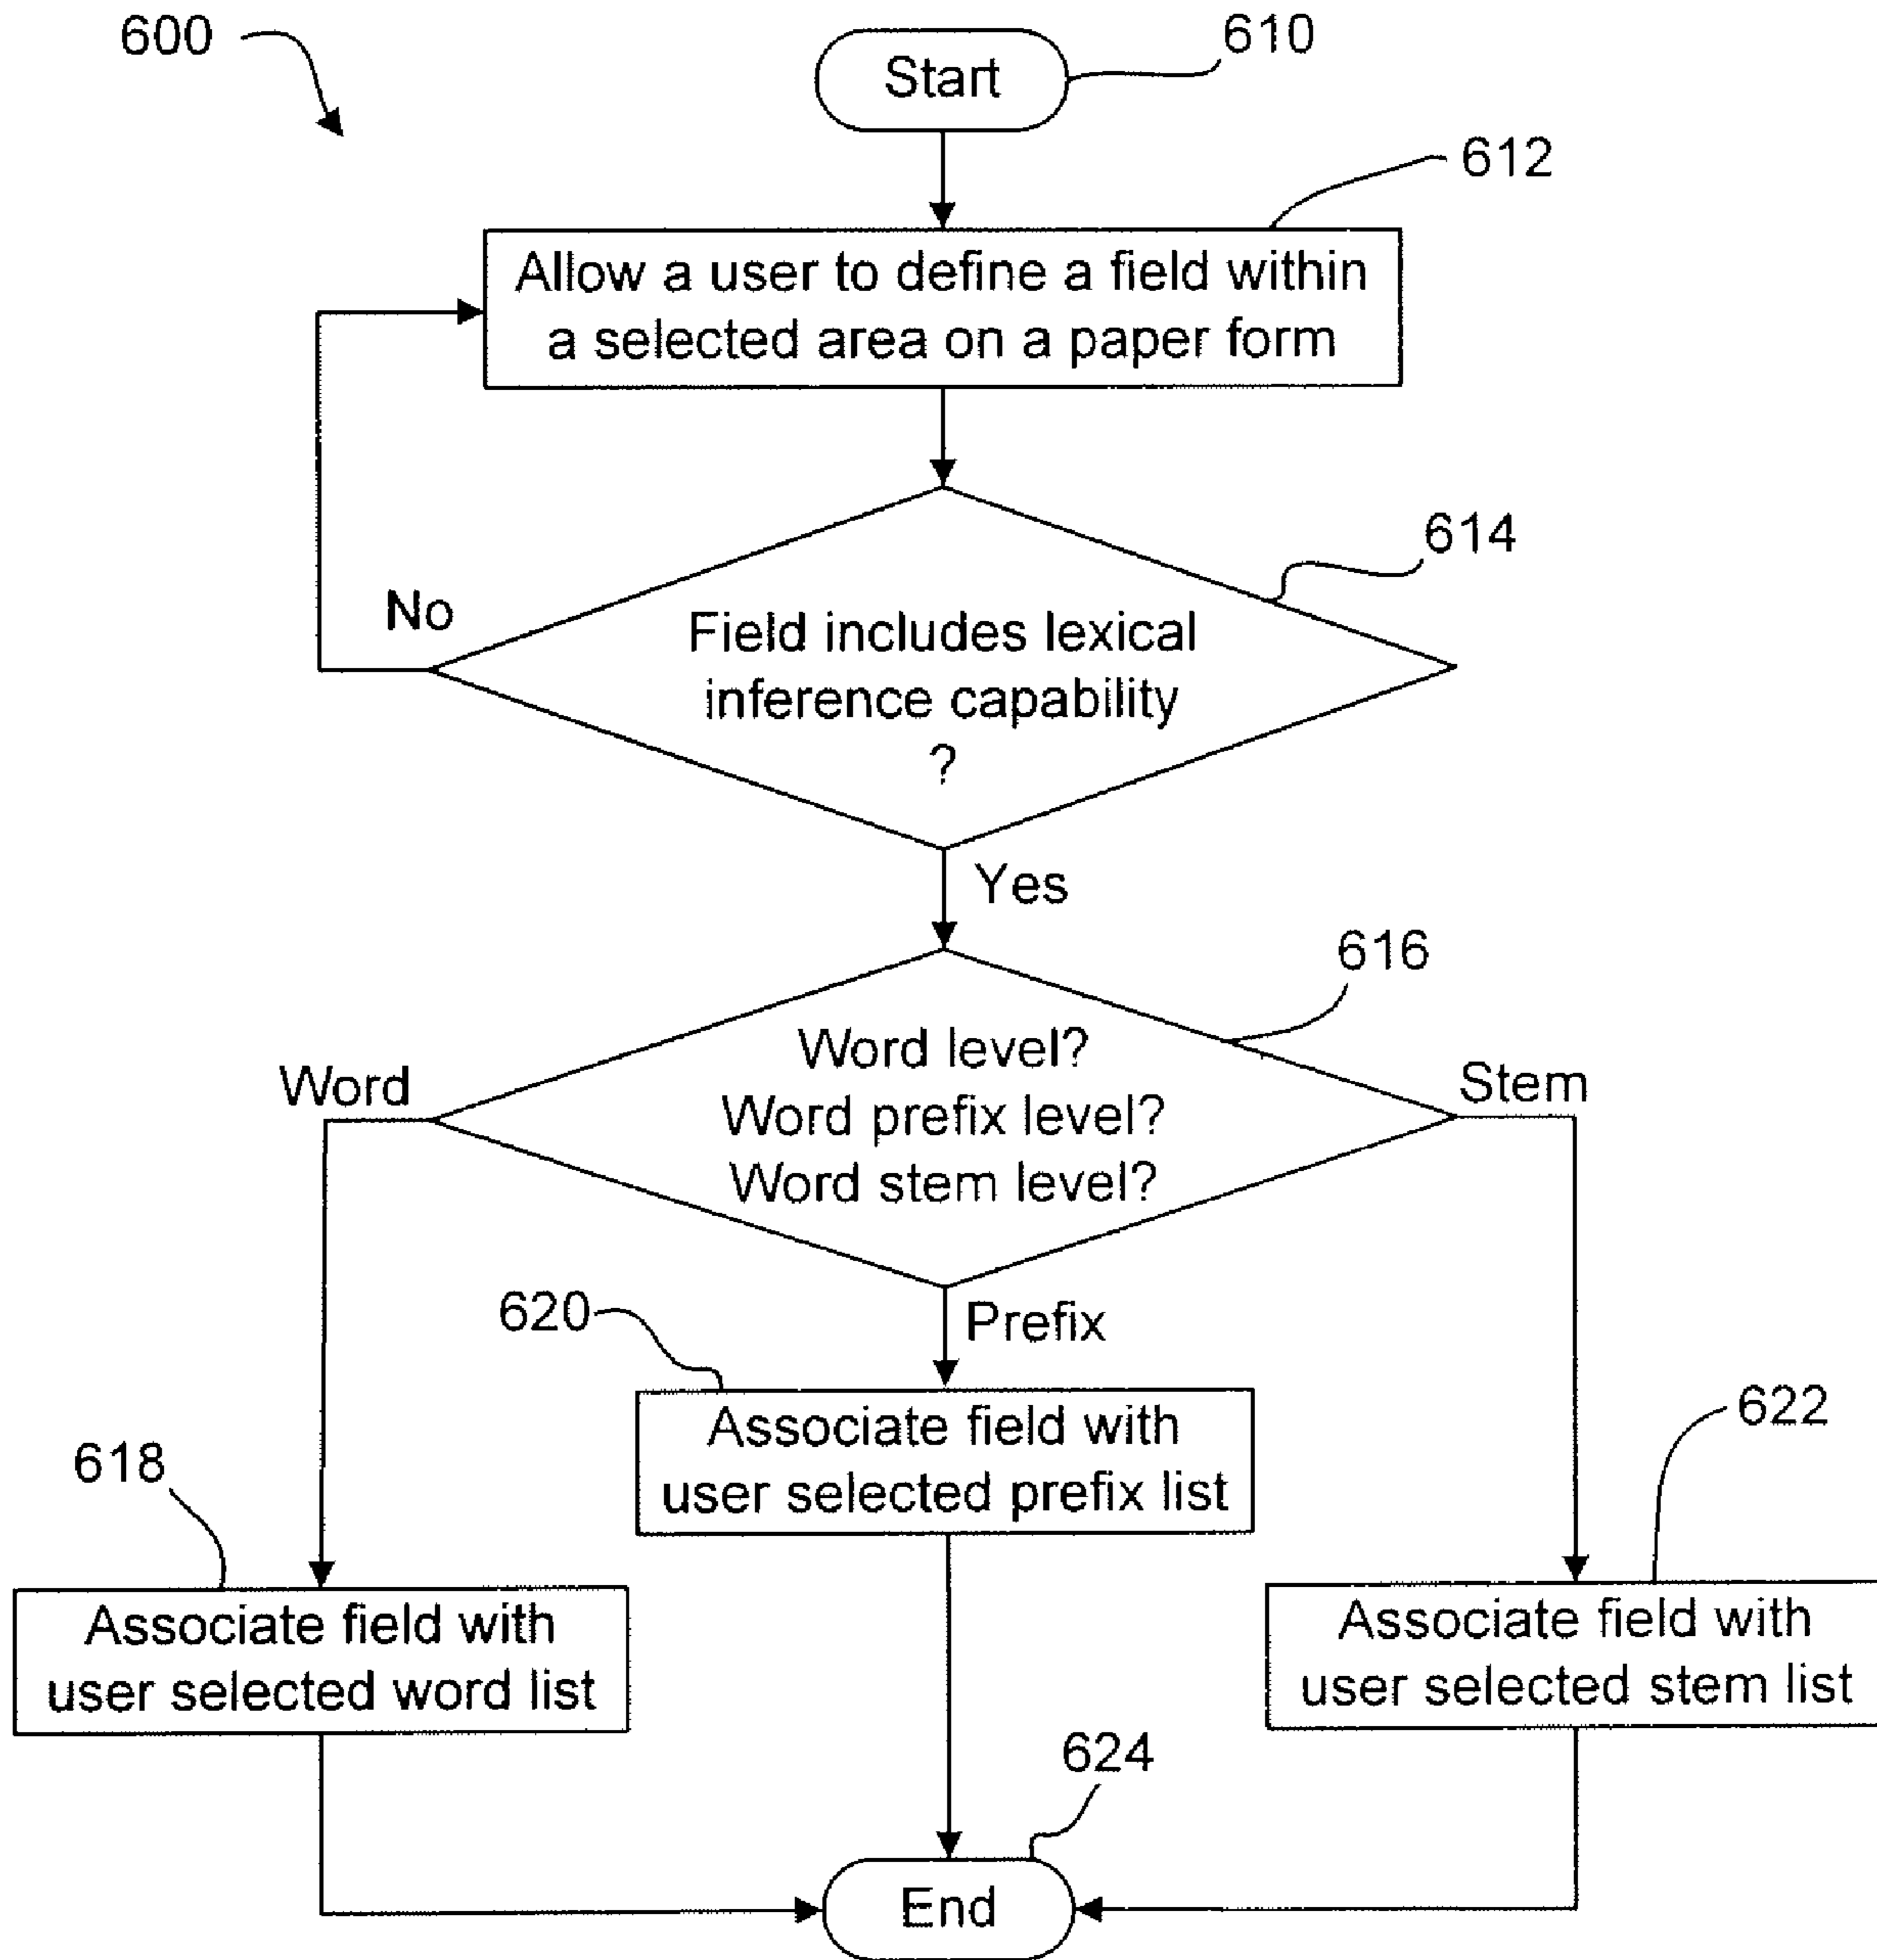 600
Start
610
612
Allow a user to define a field within
a selected area on a paper form
614
No
Field includes lexical
inference capability
?
Yes
616
Word level?
Word prefix level?
Word stem level?
Word
Stem
620
Prefix
Associate field with
user selected prefix list
618
622
Associate field with
user selected word list
Associate field with
user selected stem list
624
End